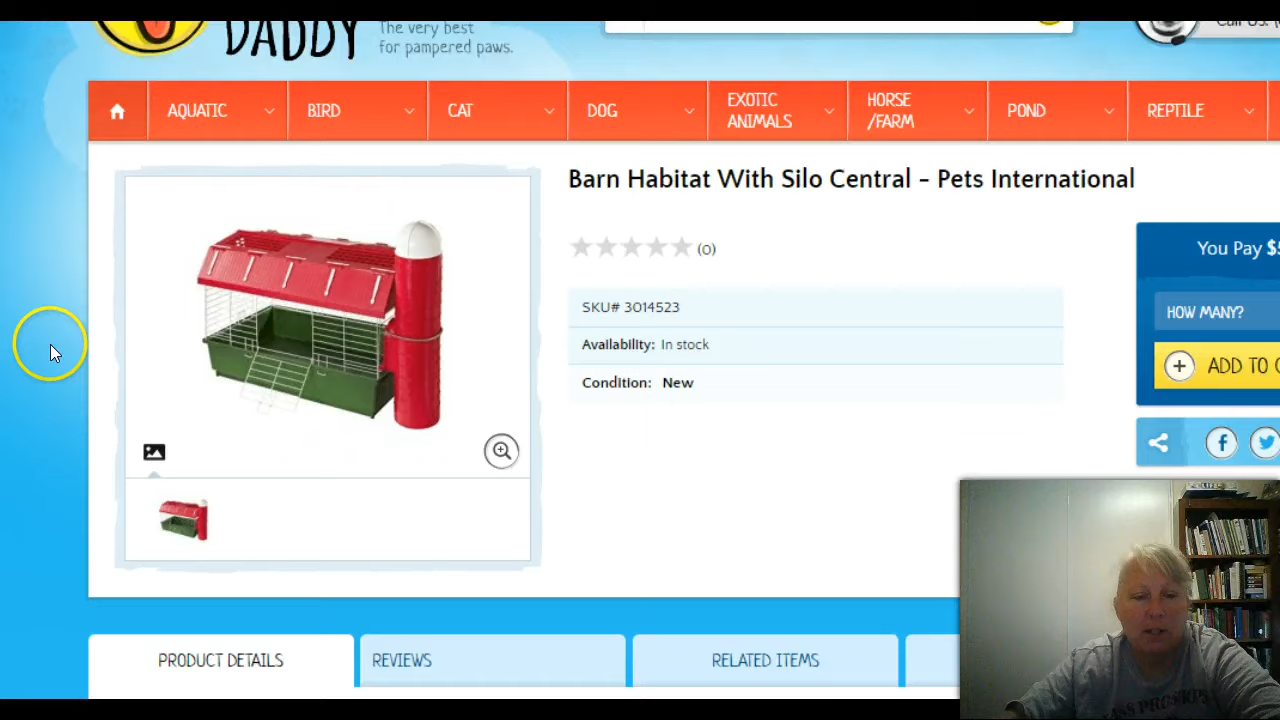 DADDY
The very best
for pampered paws.
AQUATIC
BIRD
CAT
DOG
EXOTIC
ANIMALS
HORSE
/FARM
POND
REPTILE
Barn Habitat With Silo Central - Pets International
(0)
SKU# 3014523
Availability: In stock
Condition: New
You Pay
HOW MANY?
ADD TO
PRODUCT DETAILS
REVIEWS
RELATED ITEMS